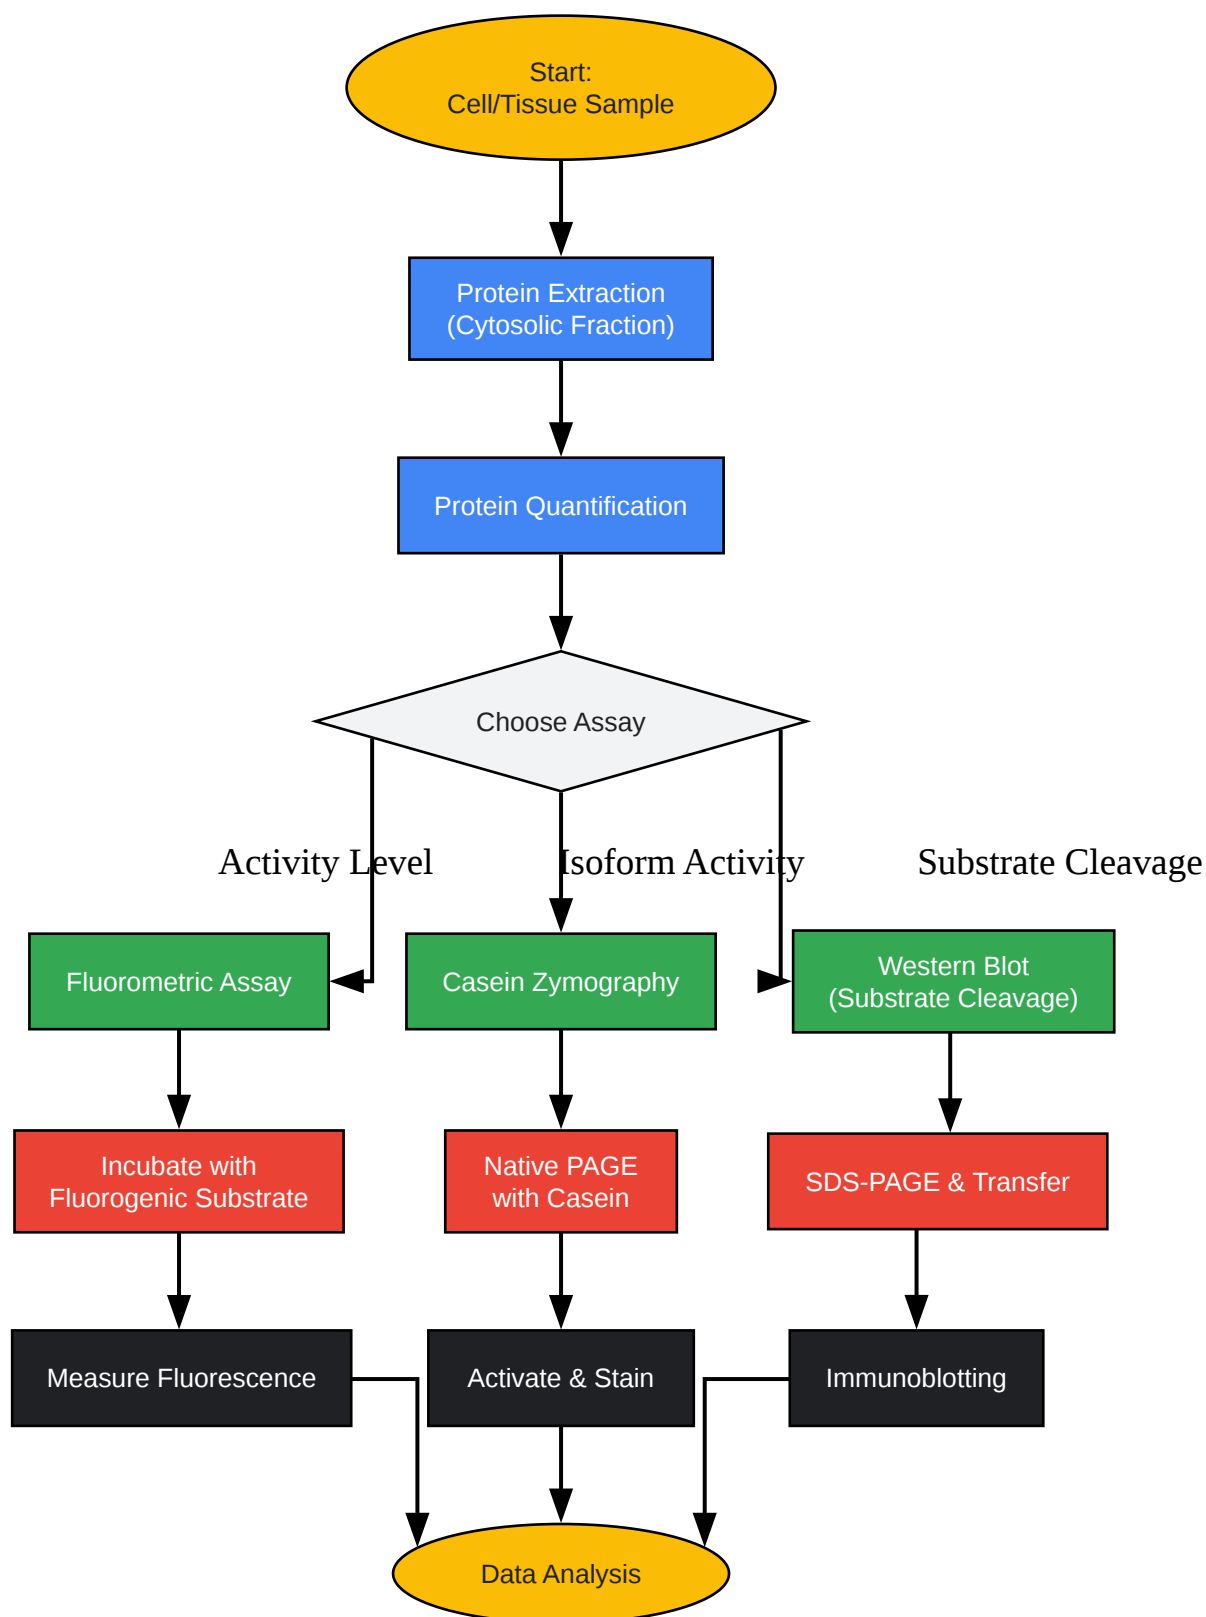 Start:
Cell/Tissue Sample
Protein Extraction
(Cytosolic Fraction)
Protein Quantification
Choose Assay
Activity Level
Isoform Activity
Substrate Cleavage
Fluorometric Assay
Casein Zymography
Western Blot
(Substrate Cleavage)
Incubate with
Fluorogenic Substrate
Native PAGE
with Casein
SDS-PAGE & Transfer
Measure Fluorescence
Activate & Stain
Immunoblotting
Data Analysis